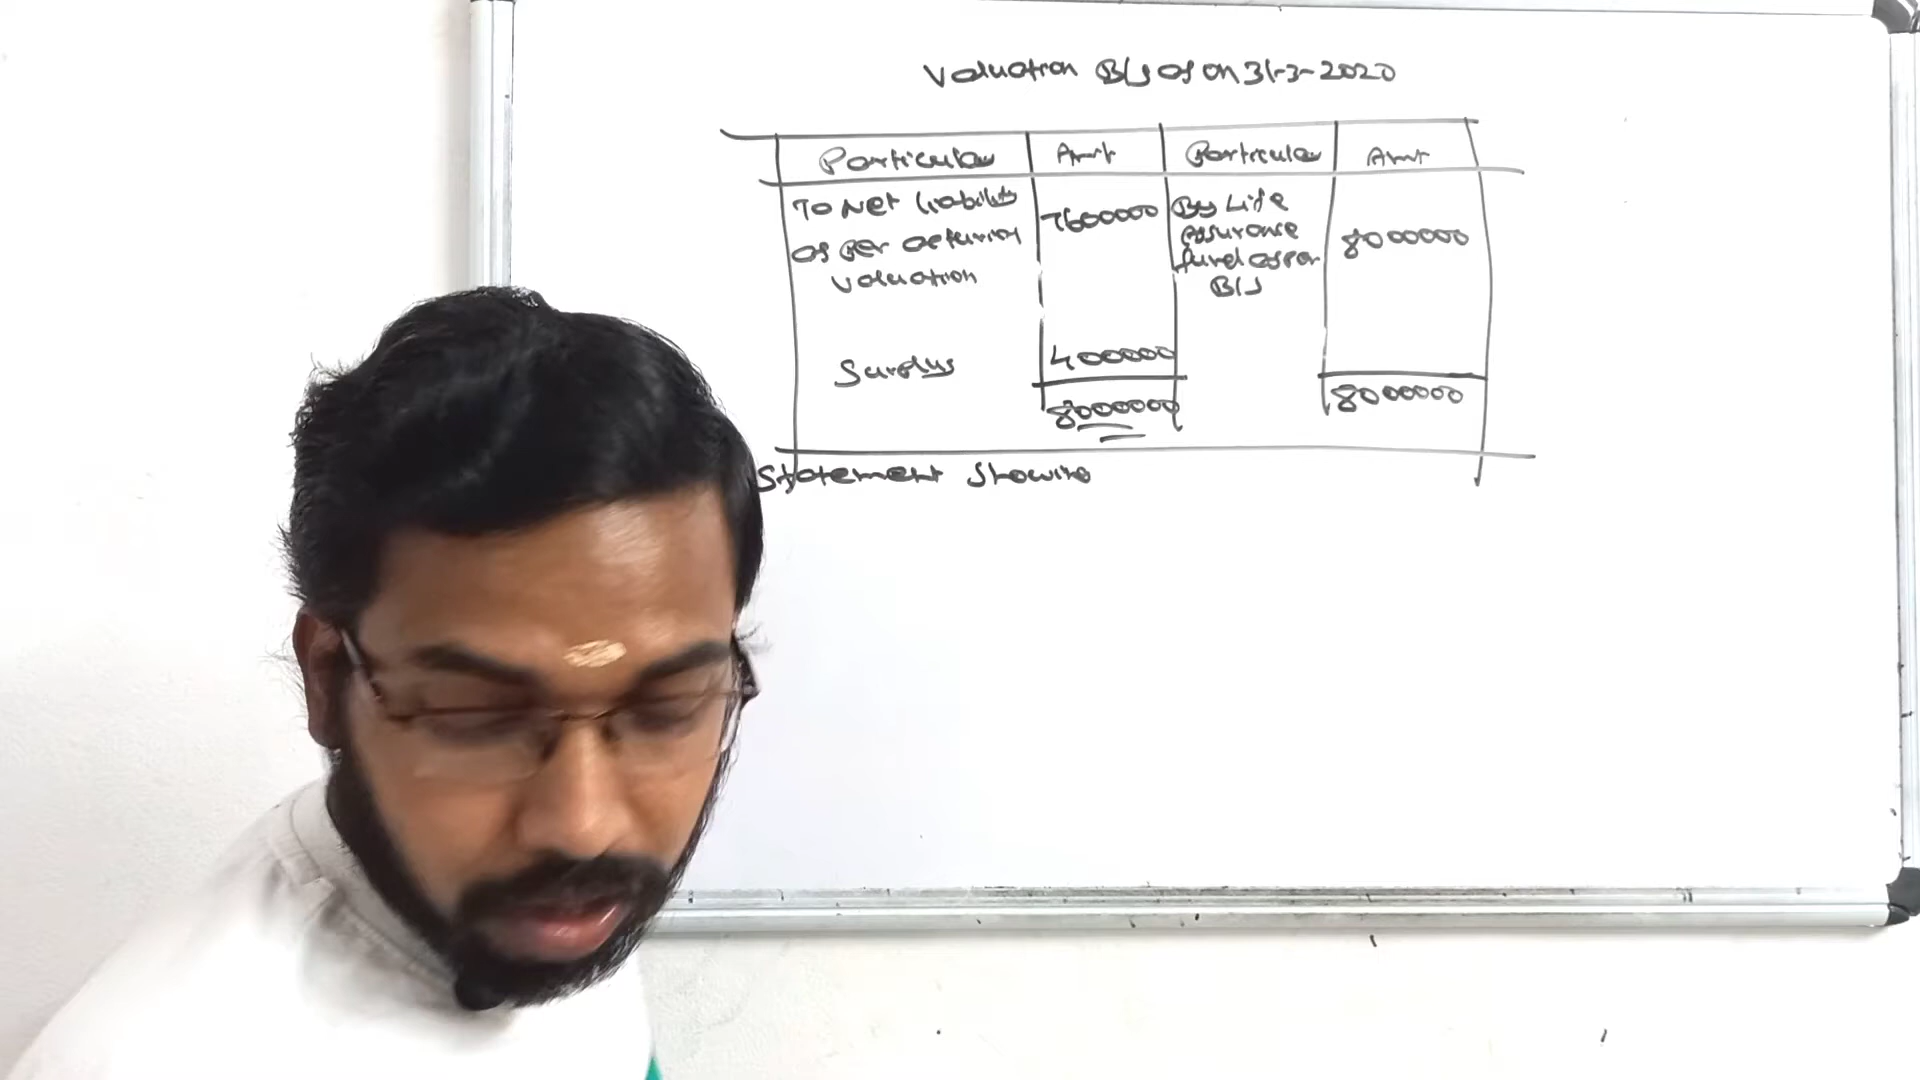 Valuation B/S as on 31-3-2020
Particular Amt Particular Amt
To Net liability 7600000 By Life
as per acturial assurance 8000000
valuation fund as per
B/S
Surplus 400000
8000000 8000000
Statement Showing